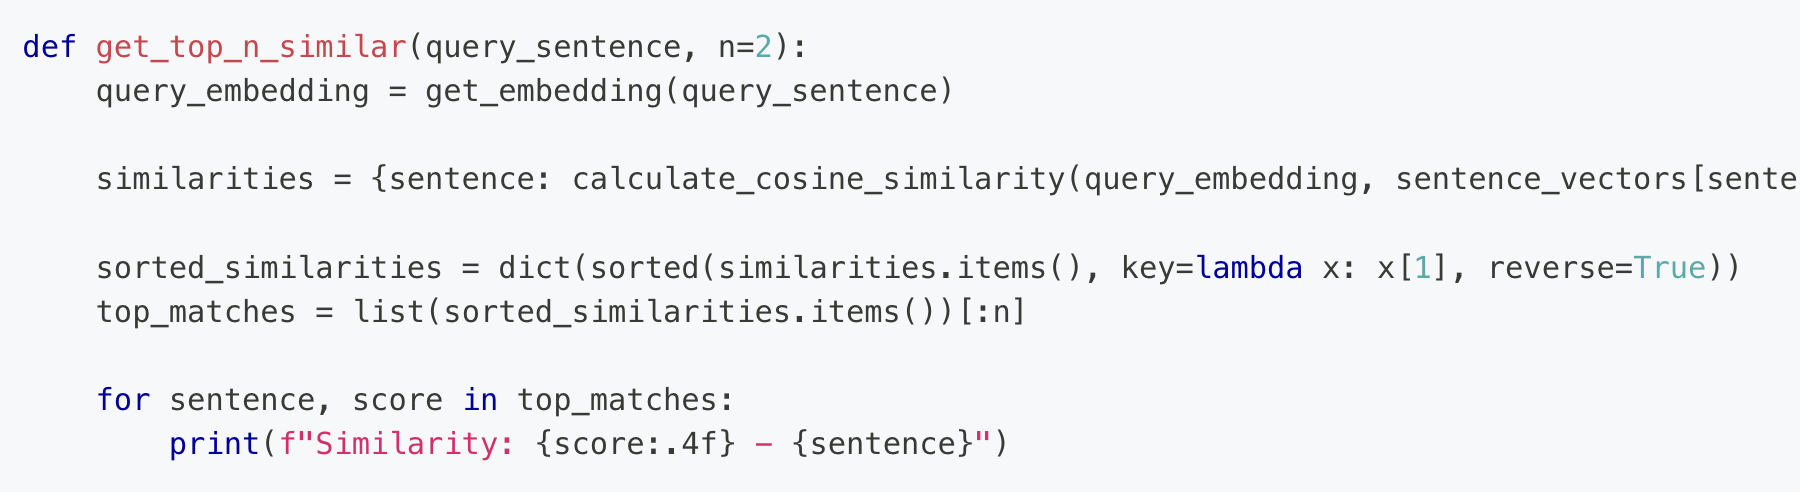 def get_top_n_similar(query_sentence, n=2):
    query_embedding = get_embedding(query_sentence)
    similarities = {sentence: calculate_cosine_similarity(query_embedding, sentence_vectors[sente
    sorted_similarities = dict(sorted(similarities.items(), key=lambda x: x[1], reverse=True))
    top_matches = list(sorted_similarities.items())[:n]
    for sentence, score in top_matches:
        print(f"Similarity: {score:.4f} - {sentence}")